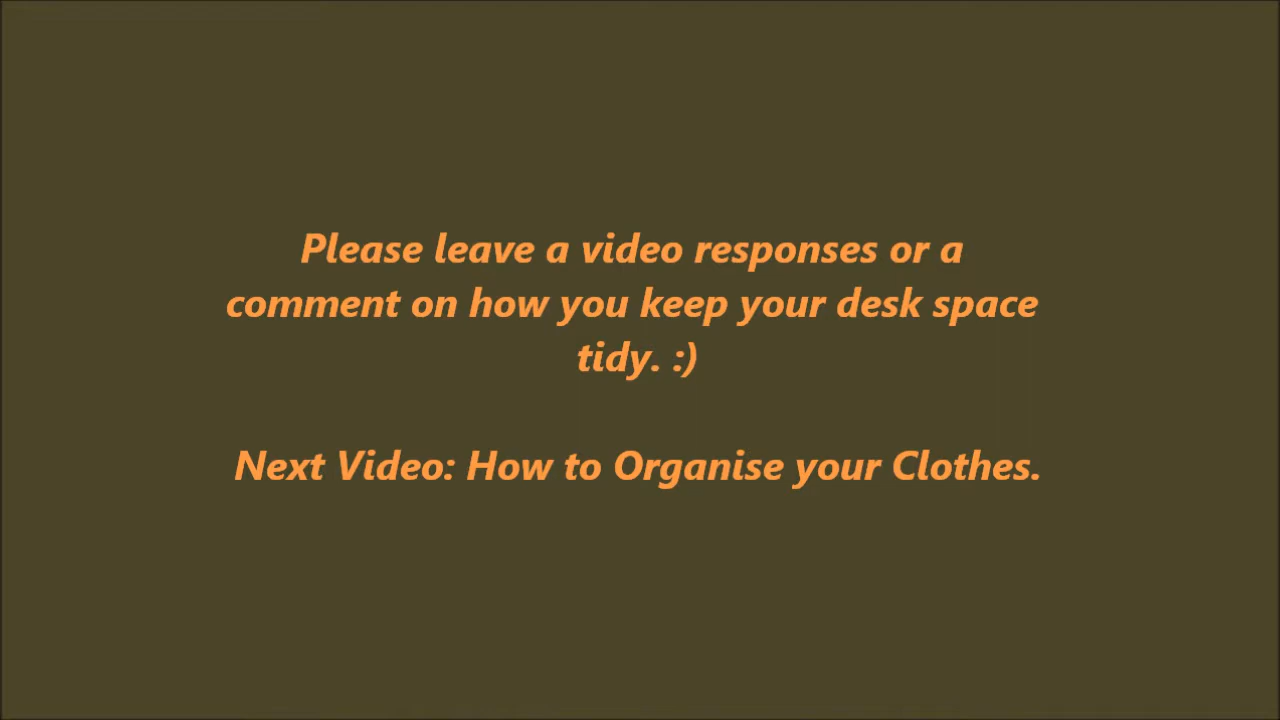 Please leave a video responses or a
comment on how you keep your desk space
tidy. :)
Next Video: How to Organise your Clothes.